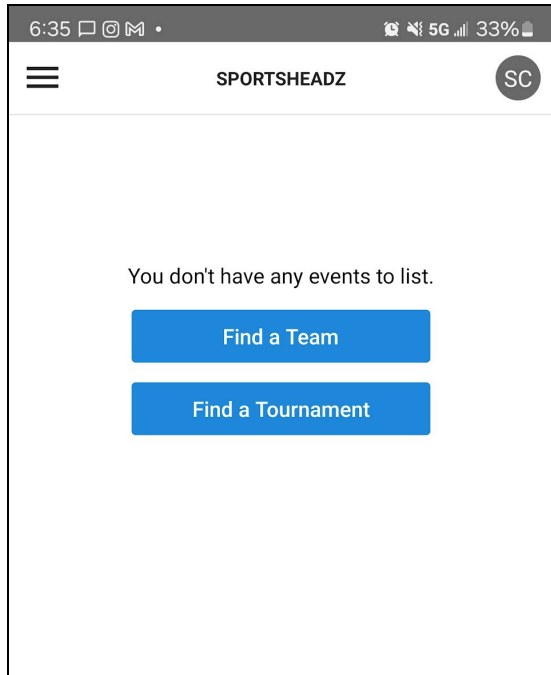 6:35 5G 33%
SPORTSHEADZ SC
You don't have any events to list.
Find a Team
Find a Tournament